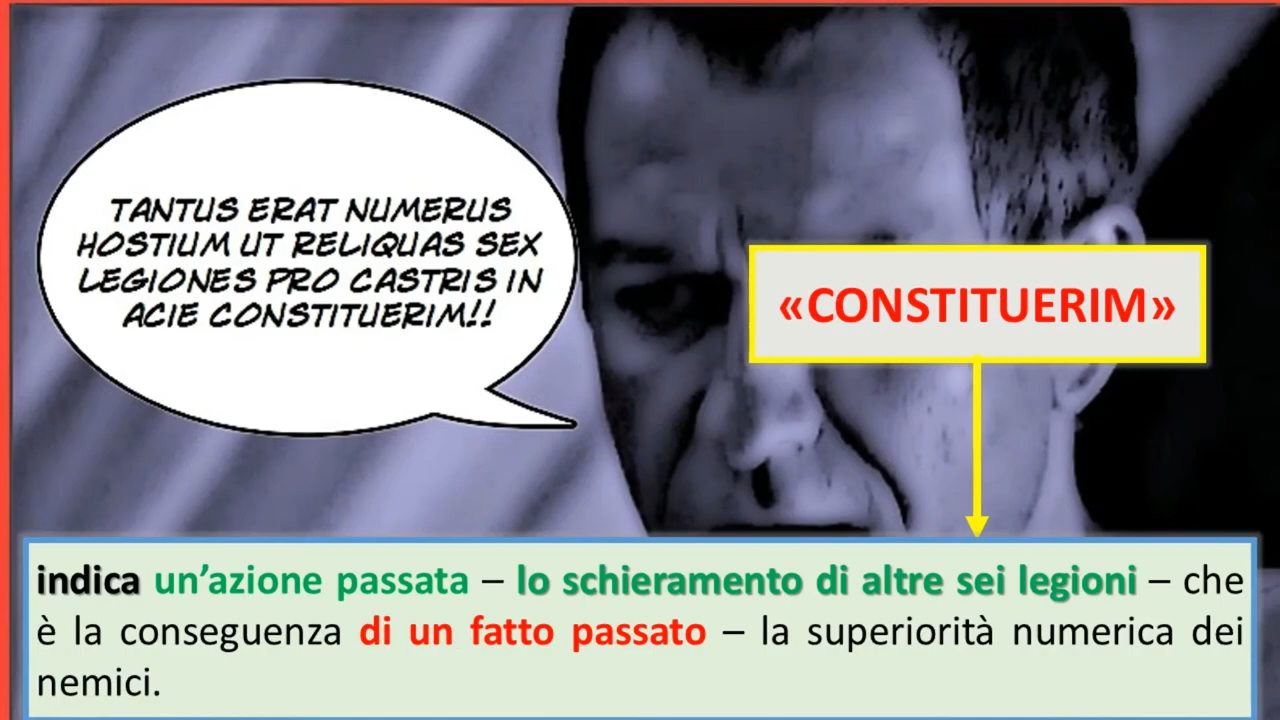 TANTUS ERAT NUMERUS
HOSTIUM UT RELIQUAS SEX
LEGIONES PRO CASTRIS IN
ACIE CONSTITUERIM!!
«CONSTITUERIM»
indica un’azione passata – lo schieramento di altre sei legioni – che
è la conseguenza di un fatto passato – la superiorità numerica dei
nemici.